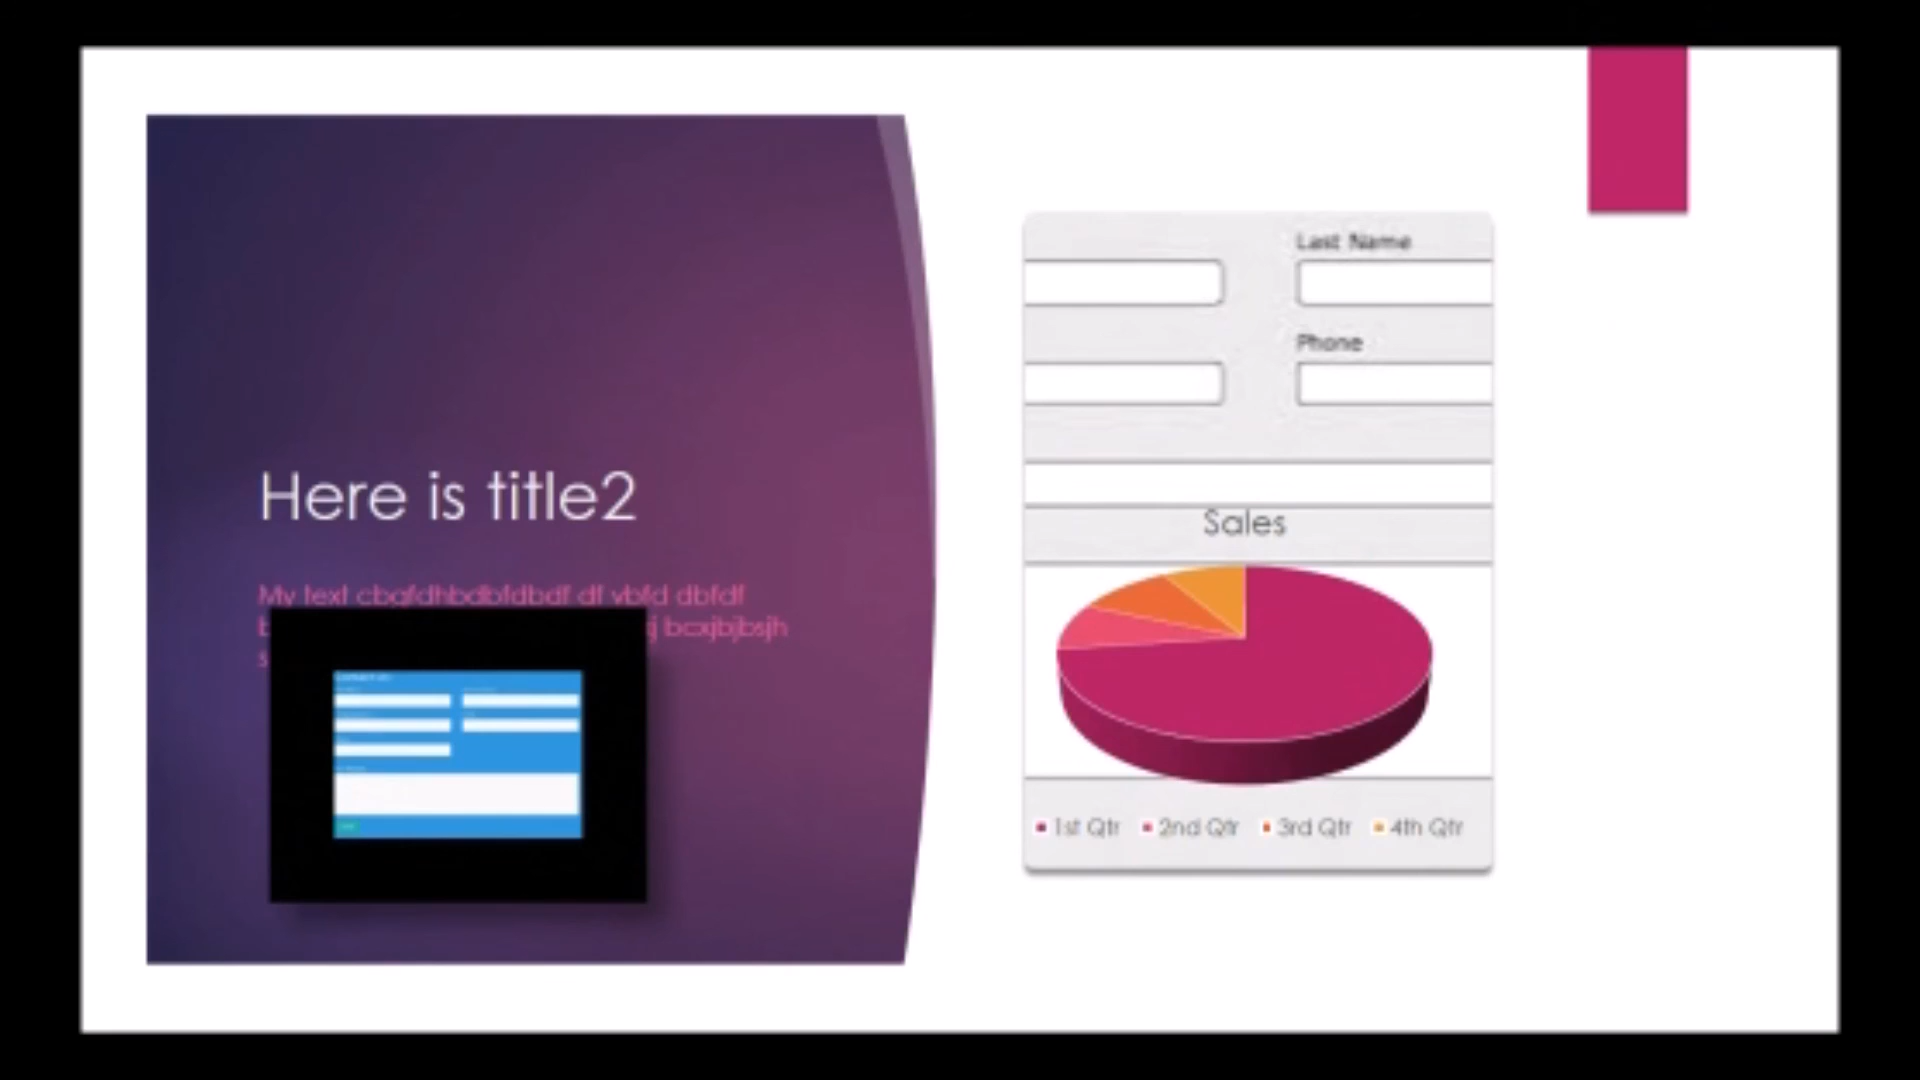 Here is title2
My text cbgfdhbdbfdbdf df vbfd dbfdf
bcxjbjbsjh
Last Name
Phone
Sales
1st Qtr 2nd Qtr 3rd Qtr 4th Qtr